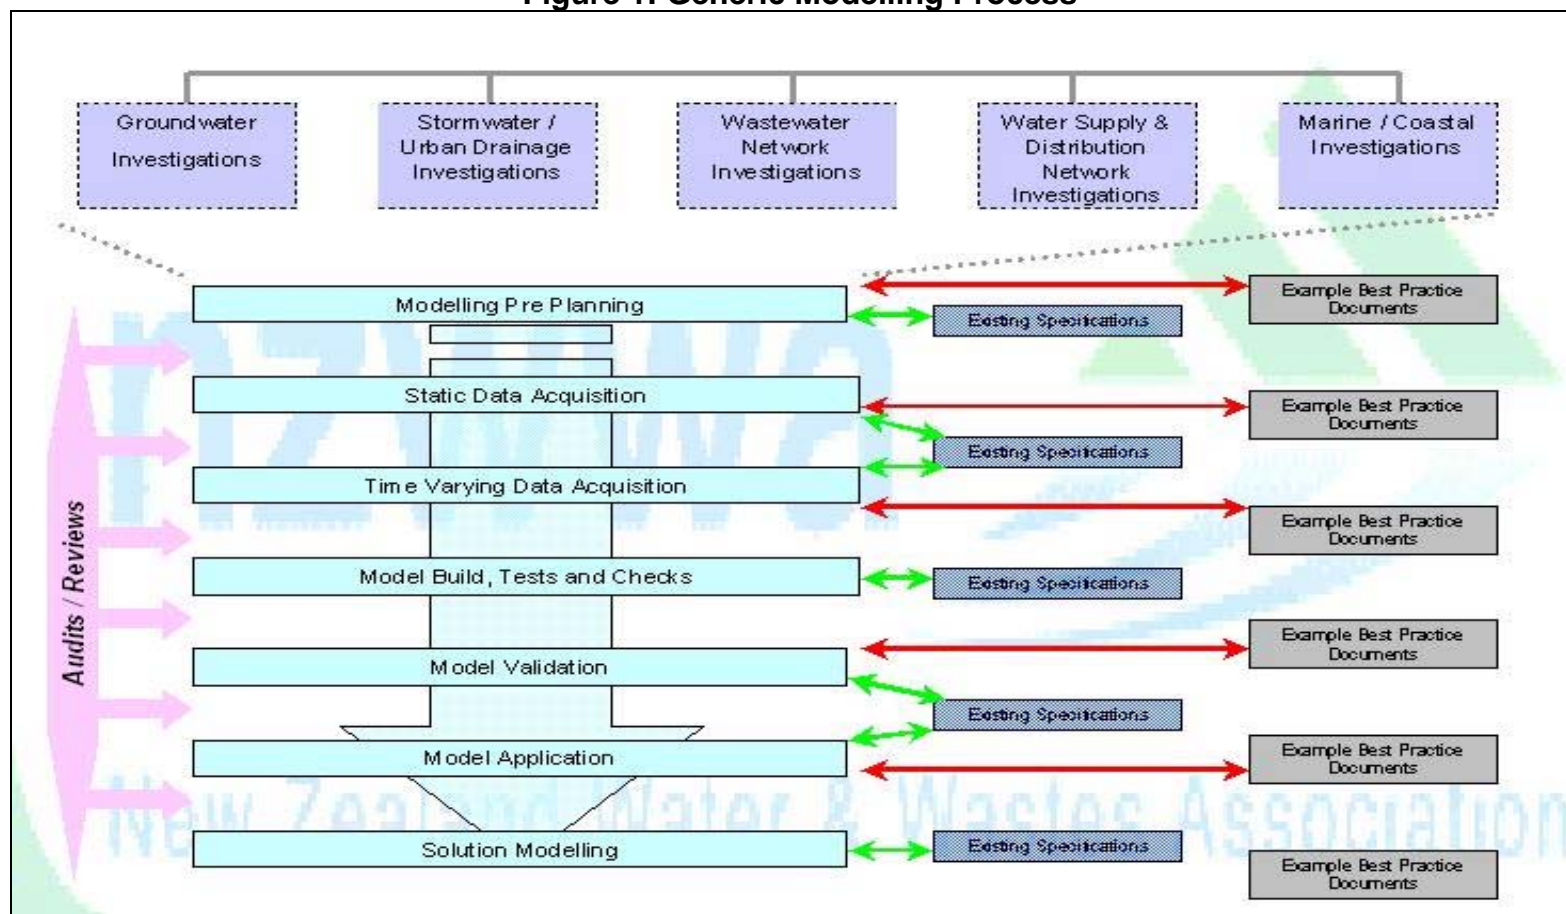 Figure 1: Generic Modelling Process
Groundwater
Investigations
Stormwater /
Urban Drainage
Investigations
Wastewater
Network
Investigations
Water Supply &
Distribution
Network
Investigations
Marine / Coastal
Investigations
Modelling Pre Planning
Example Best Practice
Documents
Existing Specifications
Static Data Acquisition
Example Best Practice
Documents
Existing Specifications
Time Varying Data Acquisition
Example Best Practice
Documents
Audits / Reviews
Model Build, Tests and Checks
Existing Specifications
Model Validation
Example Best Practice
Documents
Existing Specifications
Model Application
Example Best Practice
Documents
Solution Modelling
Existing Specifications
Example Best Practice
Documents
nzwwa
New Zealand Water & Wastes Association